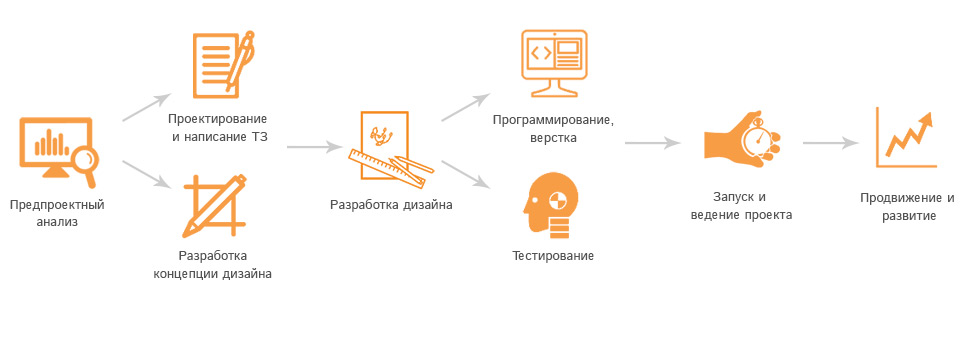 Предпроектный
анализ
Проектирование
и написание ТЗ
Разработка
концепции дизайна
Разработка дизайна
Программирование,
верстка
Тестирование
Запуск и
ведение проекта
Продвижение и
развитие